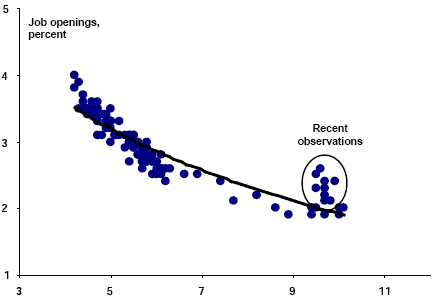 5
Job openings,
percent
4
3
Recent
observations
2
1
3 5 7 9 11